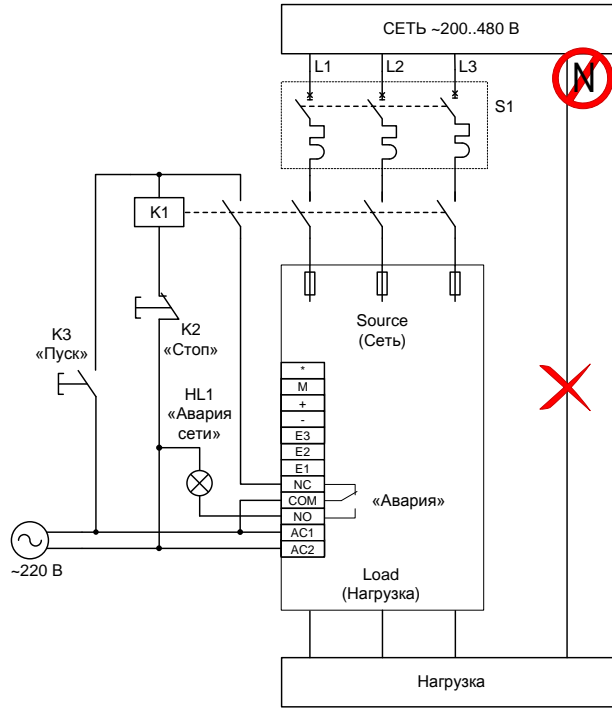 СЕТЬ ~200..480 В
L1
L2
L3
N
S1
K1
K2
«Стоп»
K3
«Пуск»
HL1
«Авария
сети»
Source
(Сеть)
*
M
+
-
E3
E2
E1
NC
COM
NO
AC1
AC2
«Авария»
~220 В
Load
(Нагрузка)
Нагрузка